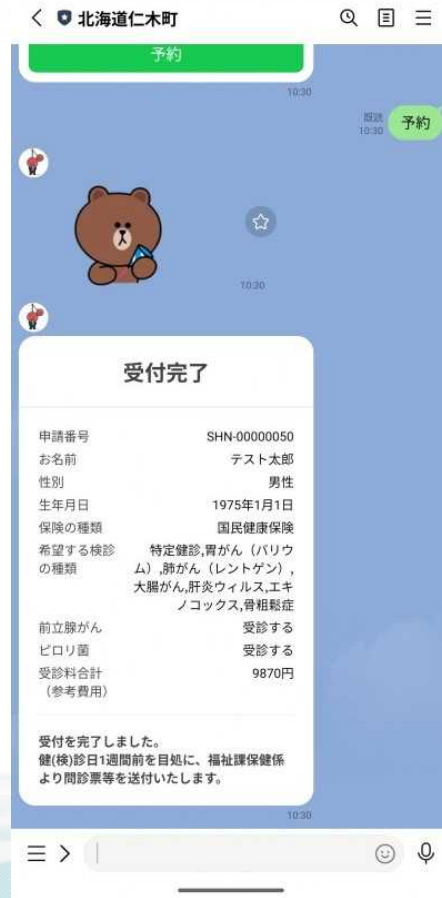 北海道仁木町
予約
10:30
既読
10:30
予約
10:30
受付完了
申請番号 SHN-00000050
お名前 テスト太郎
性別 男性
生年月日 1975年1月1日
保険の種類 国民健康保険
希望する検診 特定健診,胃がん（バリウ
の種類 ム）,肺がん（レントゲン）,
大腸がん,肝炎ウィルス,エキ
ノコックス,骨粗鬆症
前立腺がん 受診する
ピロリ菌 受診する
受診料合計 9870円
（参考費用）
受付を完了しました。
健(検)診日1週間前を目処に、福祉課保健係
より問診票等を送付いたします。
10:30